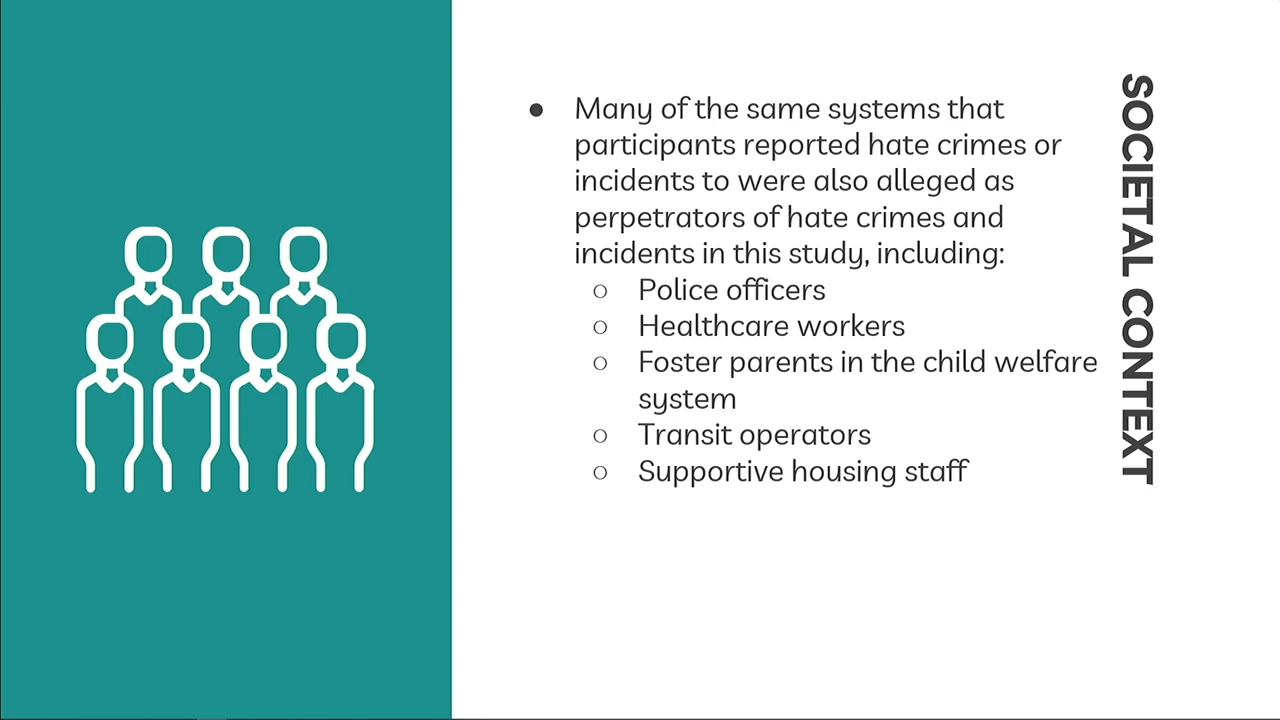 ● Many of the same systems that
participants reported hate crimes or
incidents to were also alleged as
perpetrators of hate crimes and
incidents in this study, including:
○ Police officers
○ Healthcare workers
○ Foster parents in the child welfare
system
○ Transit operators
○ Supportive housing staff
SOCIETAL CONTEXT